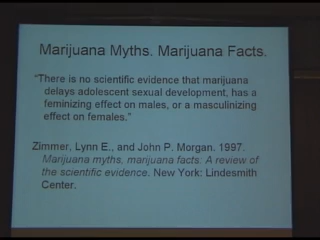 Marijuana Myths. Marijuana Facts.
“There is no scientific evidence that marijuana
delays adolescent sexual development, has a
feminizing effect on males, or a masculinizing
effect on females.”
Zimmer, Lynn E., and John P. Morgan. 1997.
Marijuana myths, marijuana facts: A review of
the scientific evidence. New York: Lindesmith
Center.